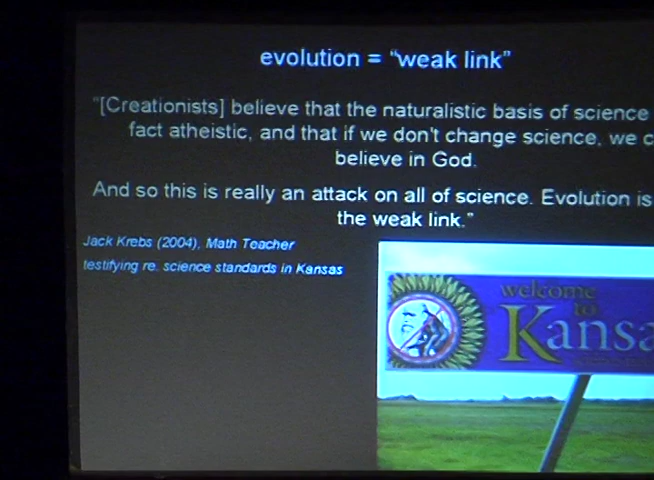 evolution = "weak link"
"[Creationists] believe that the naturalistic basis of science
fact atheistic, and that if we don't change science, we c
believe in God.
And so this is really an attack on all of science. Evolution is
the weak link."
Jack Krebs (2004), Math Teacher
testifying re. science standards in Kansas
welcome
to
Kansa